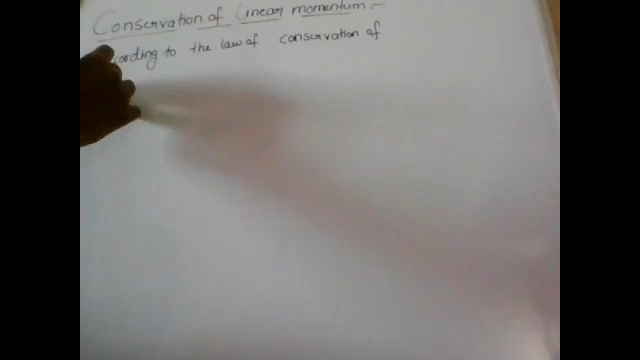 Conservation of Linear momentum :-
cording to the law of conservation of